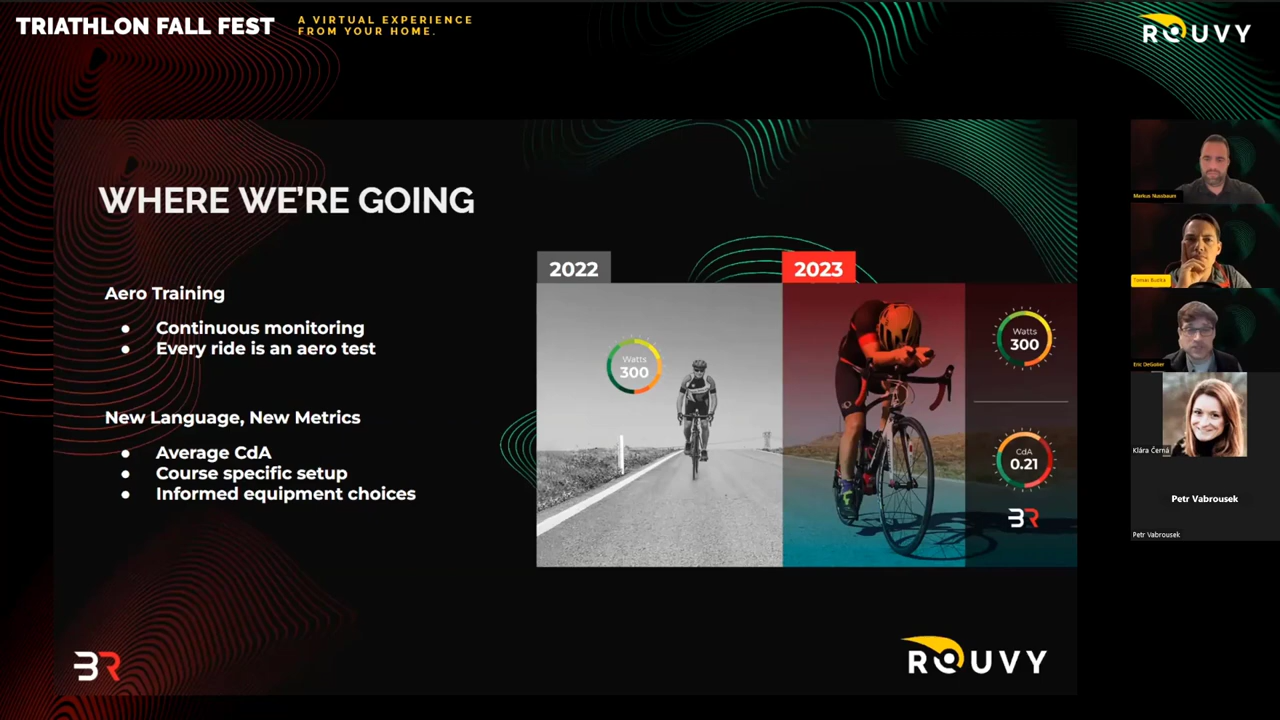 TRIATHLON FALL FEST
A VIRTUAL EXPERIENCE
FROM YOUR HOME.
ROUVY
WHERE WE'RE GOING
Aero Training
● Continuous monitoring
● Every ride is an aero test
New Language, New Metrics
● Average CdA
● Course specific setup
● Informed equipment choices
2022
Watts
300
2023
Watts
300
CdA
0.21
BR
BR
ROUVY
Markus Nussbaum
Eric DeGolier
Klára Černá
Petr Vabrousek
Petr Vabrousek